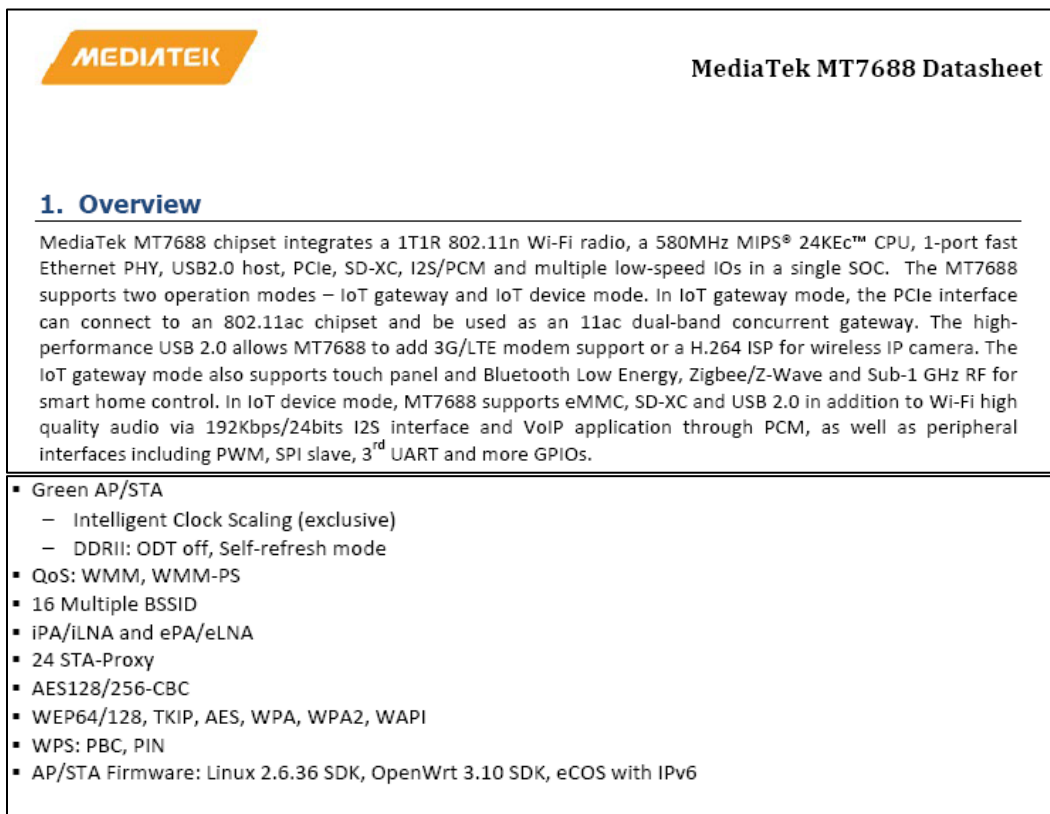 MEDIATEK
MediaTek MT7688 Datasheet
1. Overview
MediaTek MT7688 chipset integrates a 1T1R 802.11n Wi-Fi radio, a 580MHz MIPS® 24KEc™ CPU, 1-port fast
Ethernet PHY, USB2.0 host, PCIe, SD-XC, I2S/PCM and multiple low-speed IOs in a single SOC. The MT7688
supports two operation modes – IoT gateway and IoT device mode. In IoT gateway mode, the PCIe interface
can connect to an 802.11ac chipset and be used as an 11ac dual-band concurrent gateway. The high-
performance USB 2.0 allows MT7688 to add 3G/LTE modem support or a H.264 ISP for wireless IP camera. The
IoT gateway mode also supports touch panel and Bluetooth Low Energy, Zigbee/Z-Wave and Sub-1 GHz RF for
smart home control. In IoT device mode, MT7688 supports eMMC, SD-XC and USB 2.0 in addition to Wi-Fi high
quality audio via 192Kbps/24bits I2S interface and VoIP application through PCM, as well as peripheral
interfaces including PWM, SPI slave, 3rd UART and more GPIOs.
▪ Green AP/STA
– Intelligent Clock Scaling (exclusive)
– DDRII: ODT off, Self-refresh mode
▪ QoS: WMM, WMM-PS
▪ 16 Multiple BSSID
▪ iPA/iLNA and ePA/eLNA
▪ 24 STA-Proxy
▪ AES128/256-CBC
▪ WEP64/128, TKIP, AES, WPA, WPA2, WAPI
▪ WPS: PBC, PIN
▪ AP/STA Firmware: Linux 2.6.36 SDK, OpenWrt 3.10 SDK, eCOS with IPv6